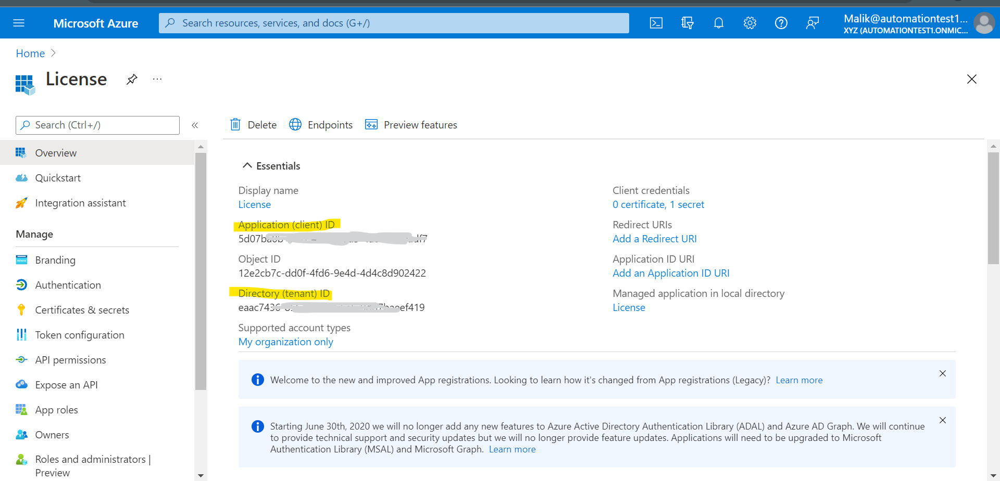 Microsoft Azure
Search resources, services, and docs (G+/)
Malik@automationtest1...
XYZ (AUTOMATIONTEST1.ONMIC...
Home
License
...
Search (Ctrl+/)
«
Delete
Endpoints
Preview features
Overview
Quickstart
Integration assistant
Manage
Branding
Authentication
Certificates & secrets
Token configuration
API permissions
Expose an API
App roles
Owners
Roles and administrators |
Preview
Essentials
Display name
License
Application (client) ID
Object ID
12e2cb7c-dd0f-4fd6-9e4d-4d4c8d902422
Directory (tenant) ID
Supported account types
My organization only
Client credentials
0 certificate, 1 secret
Redirect URIs
Add a Redirect URI
Application ID URI
Add an Application ID URI
Managed application in local directory
License
Welcome to the new and improved App registrations. Looking to learn how it's changed from App registrations (Legacy)? Learn more
Starting June 30th, 2020 we will no longer add any new features to Azure Active Directory Authentication Library (ADAL) and Azure AD Graph. We will continue
to provide technical support and security updates but we will no longer provide feature updates. Applications will need to be upgraded to Microsoft
Authentication Library (MSAL) and Microsoft Graph. Learn more